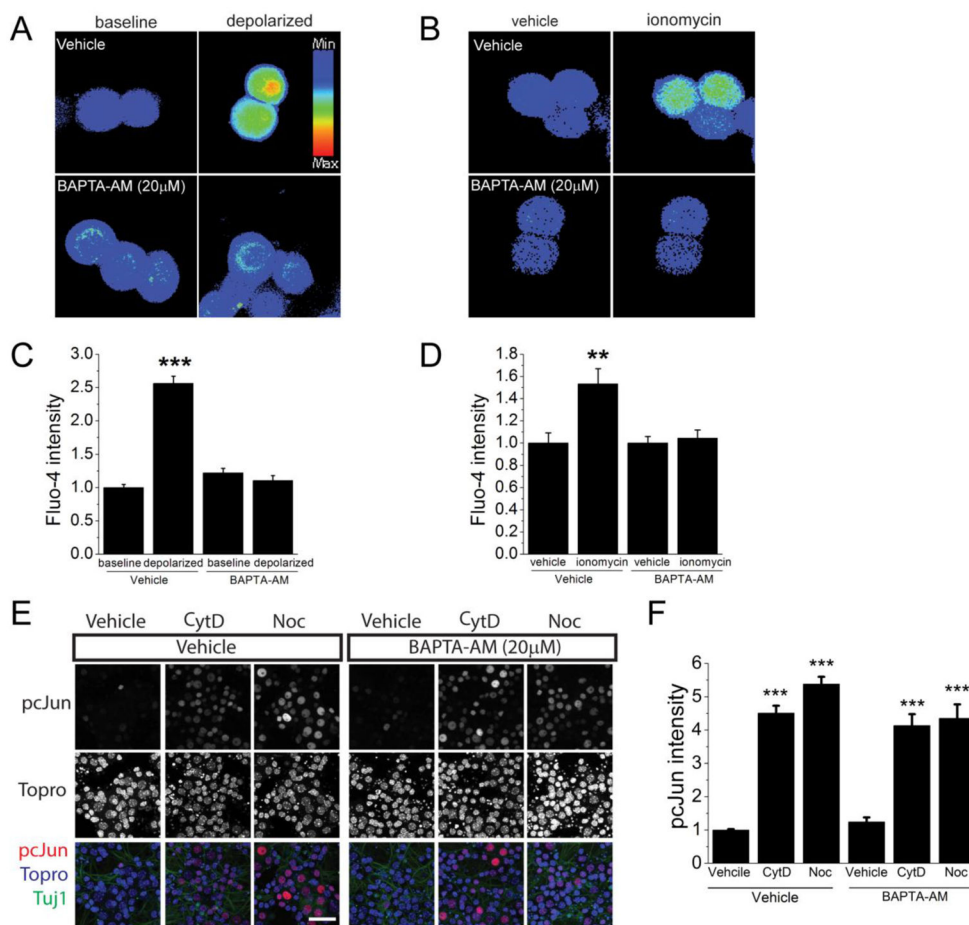 A
baseline
depolarized
Vehicle
Min
Max
BAPTA-AM (20µM)
B
vehicle
ionomycin
Vehicle
BAPTA-AM (20µM)
C
3.0
2.5
2.0
1.5
1.0
0.5
0.0
Fluo-4 intensity
***
baseline depolarized baseline depolarized
Vehicle BAPTA-AM
D
1.8
1.6
1.4
1.2
1.0
0.8
0.6
0.4
0.2
0.0
Fluo-4 intensity
**
vehicle ionomycin vehicle ionomycin
Vehicle BAPTA-AM
E
Vehicle CytD Noc Vehicle CytD Noc
Vehicle BAPTA-AM (20µM)
pcJun
Topro
pcJun
Topro
Tuj1
F
6
5
4
3
2
1
0
pcJun intensity
*** *** *** ***
Vehcile CytD Noc Vehicle CytD Noc
Vehicle BAPTA-AM